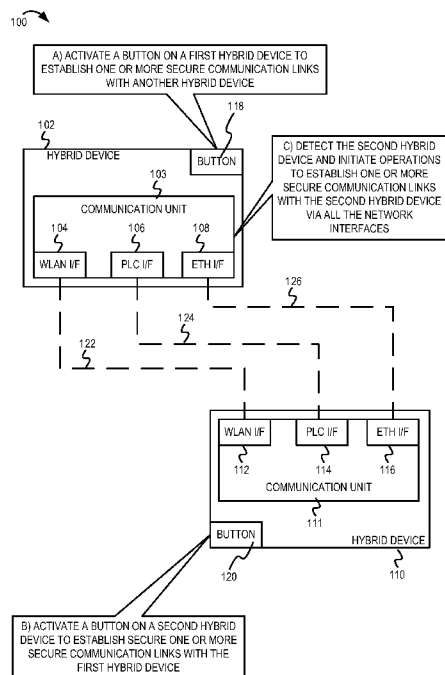 100
A) ACTIVATE A BUTTON ON A FIRST HYBRID DEVICE TO
ESTABLISH ONE OR MORE SECURE COMMUNICATION LINKS
WITH ANOTHER HYBRID DEVICE
118
102
HYBRID DEVICE
BUTTON
103
COMMUNICATION UNIT
104
106
108
WLAN I/F
PLC I/F
ETH I/F
C) DETECT THE SECOND HYBRID
DEVICE AND INITIATE OPERATIONS
TO ESTABLISH ONE OR MORE
SECURE COMMUNICATION LINKS
WITH THE SECOND HYBRID DEVICE
VIA ALL THE NETWORK
INTERFACES
126
124
122
WLAN I/F
PLC I/F
ETH I/F
112
114
116
COMMUNICATION UNIT
111
BUTTON
HYBRID DEVICE
120
110
B) ACTIVATE A BUTTON ON A SECOND HYBRID
DEVICE TO ESTABLISH SECURE ONE OR MORE
SECURE COMMUNICATION LINKS WITH THE
FIRST HYBRID DEVICE